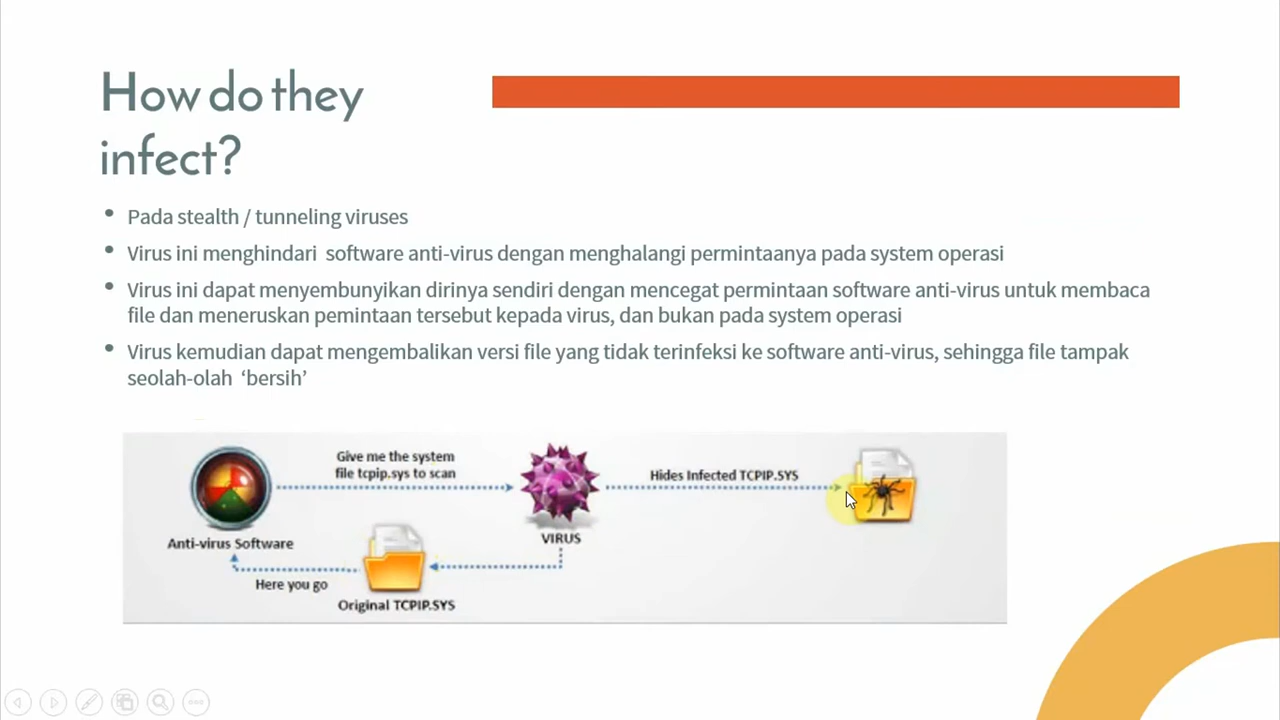 How do they
infect?
• Pada stealth / tunneling viruses
• Virus ini menghindari  software anti-virus dengan menghalangi permintaanya pada system operasi
• Virus ini dapat menyembunyikan dirinya sendiri dengan mencegat permintaan software anti-virus untuk membaca
file dan meneruskan pemintaan tersebut kepada virus, dan bukan pada system operasi
• Virus kemudian dapat mengembalikan versi file yang tidak terinfeksi ke software anti-virus, sehingga file tampak
seolah-olah  ‘bersih’
Give me the system
file tcpip.sys to scan
Hides Infected TCPIP.SYS
Anti-virus Software
VIRUS
Here you go
Original TCPIP.SYS